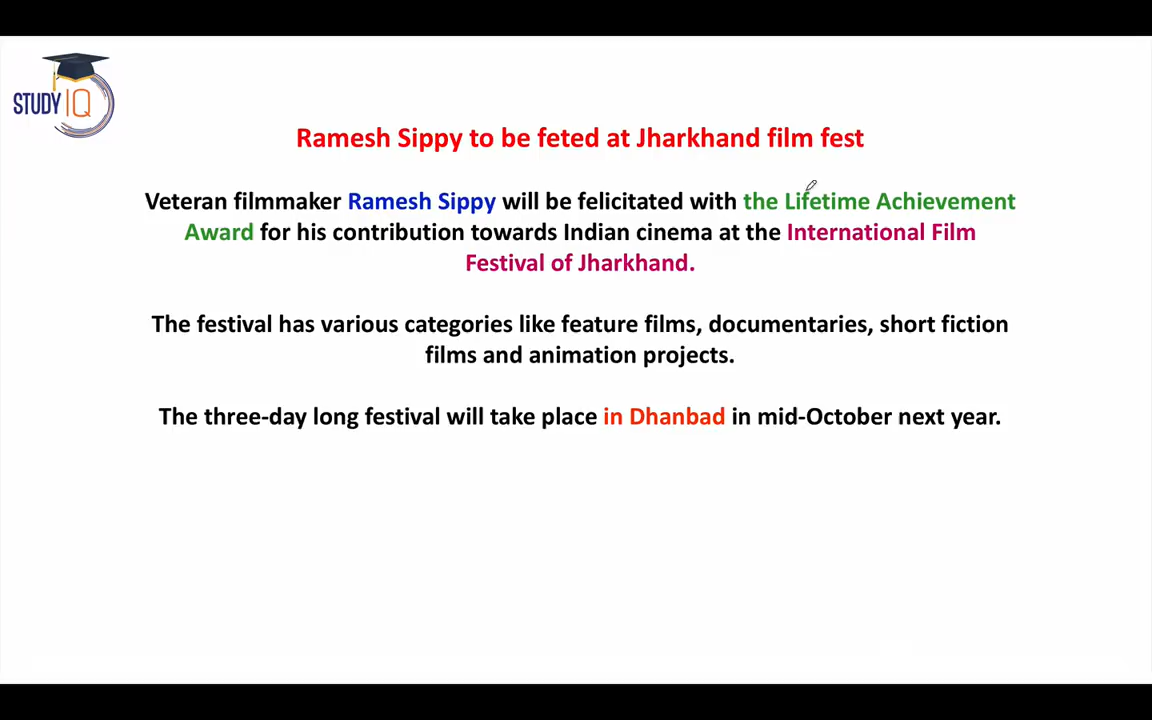 STUDY IQ
Ramesh Sippy to be feted at Jharkhand film fest
Veteran filmmaker Ramesh Sippy will be felicitated with the Lifetime Achievement
Award for his contribution towards Indian cinema at the International Film
Festival of Jharkhand.
The festival has various categories like feature films, documentaries, short fiction
films and animation projects.
The three-day long festival will take place in Dhanbad in mid-October next year.